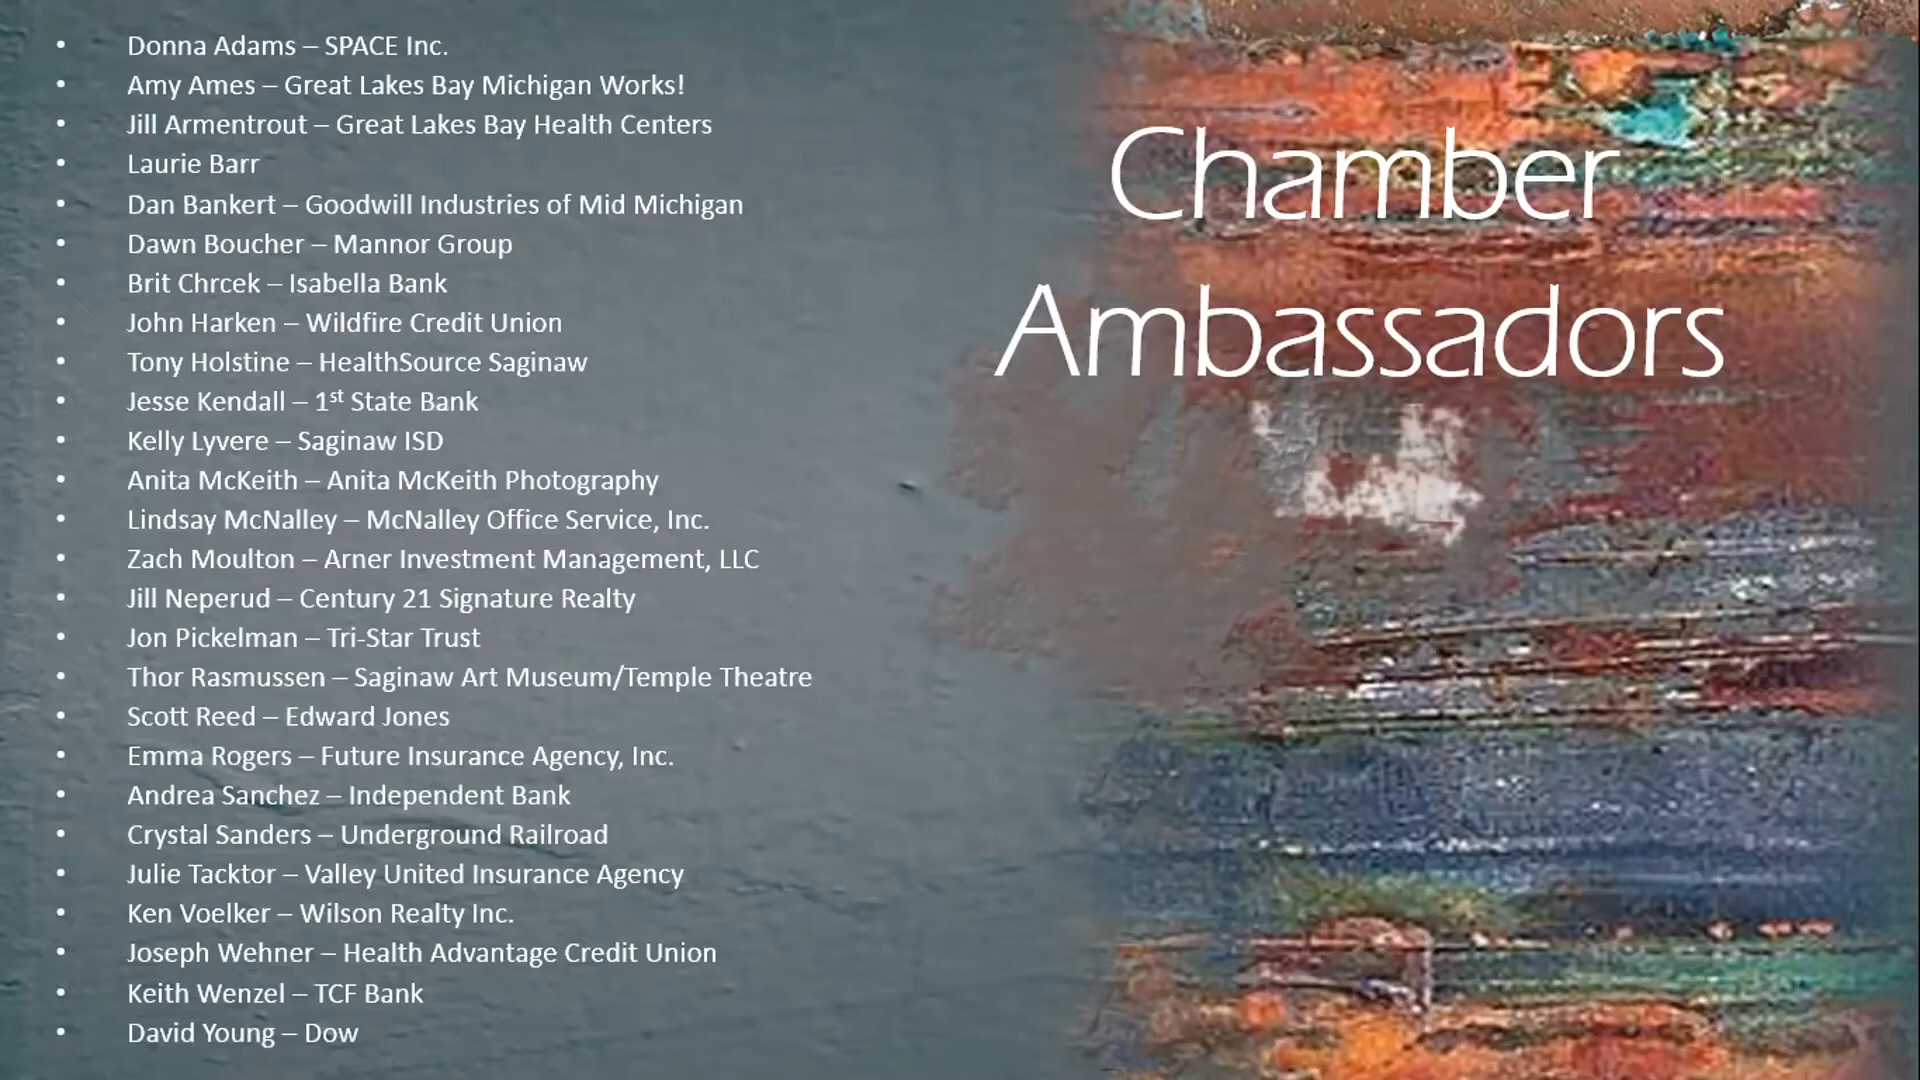 • Donna Adams – SPACE Inc.
• Amy Ames – Great Lakes Bay Michigan Works!
• Jill Armentrout – Great Lakes Bay Health Centers
• Laurie Barr
• Dan Bankert – Goodwill Industries of Mid Michigan
• Dawn Boucher – Mannor Group
• Brit Chrcek – Isabella Bank
• John Harken – Wildfire Credit Union
• Tony Holstine – HealthSource Saginaw
• Jesse Kendall – 1st State Bank
• Kelly Lyvere – Saginaw ISD
• Anita McKeith – Anita McKeith Photography
• Lindsay McNalley – McNalley Office Service, Inc.
• Zach Moulton – Arner Investment Management, LLC
• Jill Neperud – Century 21 Signature Realty
• Jon Pickelman – Tri-Star Trust
• Thor Rasmussen – Saginaw Art Museum/Temple Theatre
• Scott Reed – Edward Jones
• Emma Rogers – Future Insurance Agency, Inc.
• Andrea Sanchez – Independent Bank
• Crystal Sanders – Underground Railroad
• Julie Tacktor – Valley United Insurance Agency
• Ken Voelker – Wilson Realty Inc.
• Joseph Wehner – Health Advantage Credit Union
• Keith Wenzel – TCF Bank
• David Young – Dow
Chamber
Ambassadors